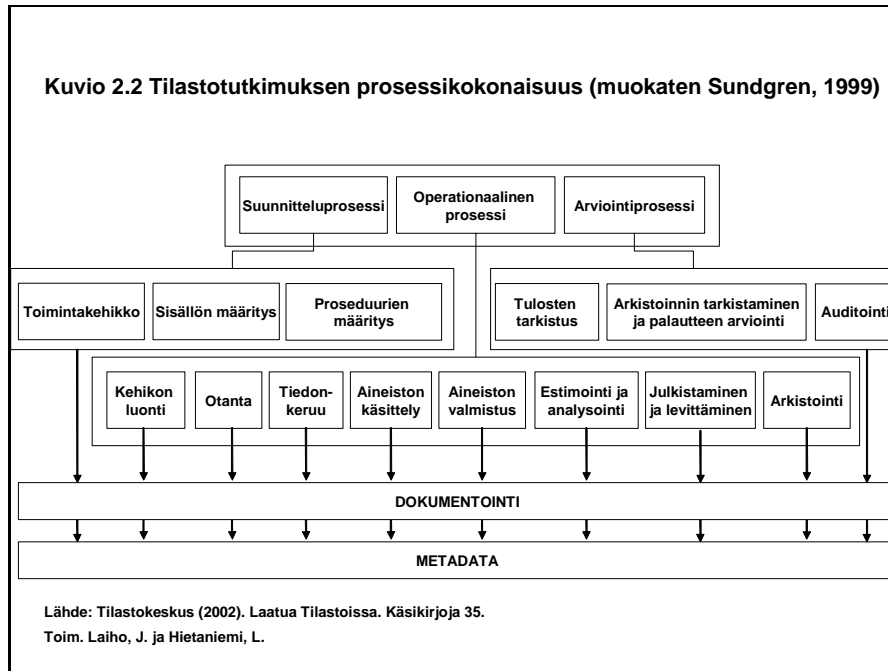 Kuvio 2.2 Tilastotutkimuksen prosessikokonaisuus (muokaten Sundgren, 1999)
Suunnitteluprosessi
Operationaalinen
prosessi
Arviointiprosessi
Toimintakehikko
Sisällön määritys
Proseduurien
määritys
Tulosten
tarkistus
Arkistoinnin tarkistaminen
ja palautteen arviointi
Auditointi
Kehikon
luonti
Otanta
Tiedon-
keruu
Aineiston
käsittely
Aineiston
valmistus
Estimointi ja
analysointi
Julkistaminen
ja levittäminen
Arkistointi
DOKUMENTOINTI
METADATA
Lähde: Tilastokeskus (2002). Laatua Tilastoissa. Käsikirjoja 35.
Toim. Laiho, J. ja Hietaniemi, L.